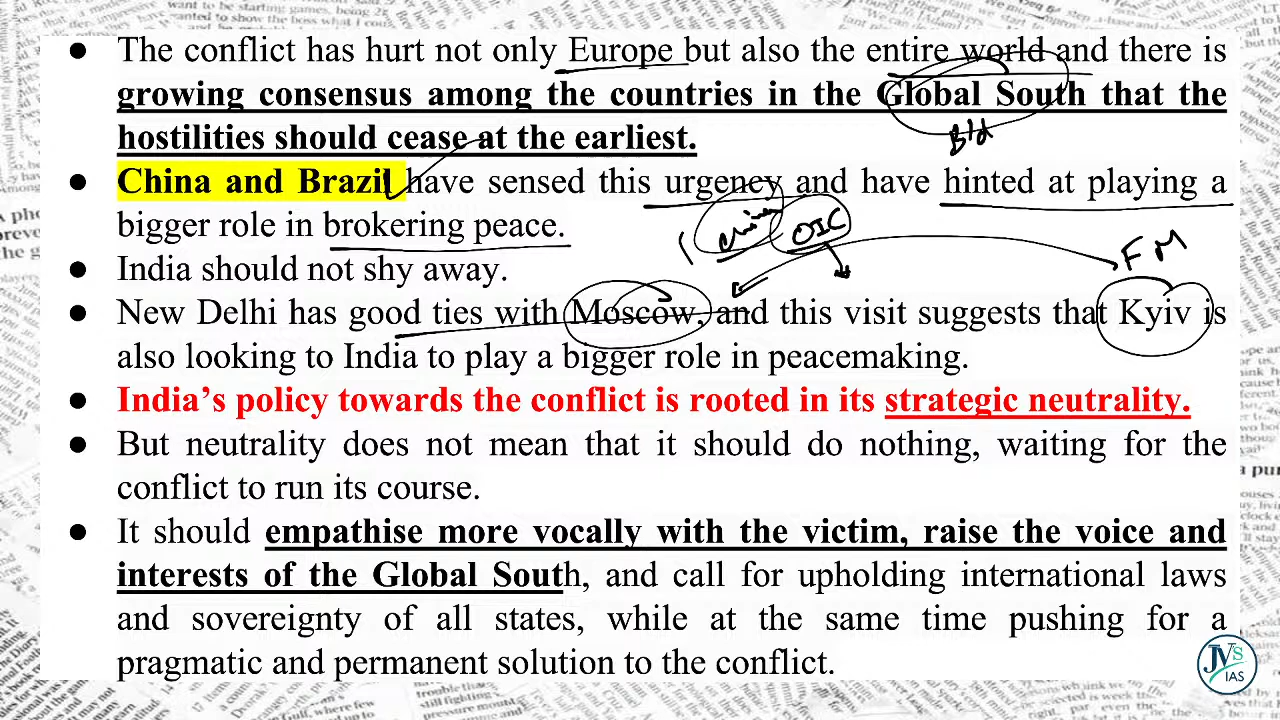 ● The conflict has hurt not only Europe but also the entire world and there is
growing consensus among the countries in the Global South that the
hostilities should cease at the earliest.
Bld
● China and Brazil have sensed this urgency and have hinted at playing a
bigger role in brokering peace.
OIC
FM
● India should not shy away.
● New Delhi has good ties with Moscow, and this visit suggests that Kyiv is
also looking to India to play a bigger role in peacemaking.
● India’s policy towards the conflict is rooted in its strategic neutrality.
● But neutrality does not mean that it should do nothing, waiting for the
conflict to run its course.
● It should empathise more vocally with the victim, raise the voice and
interests of the Global South, and call for upholding international laws
and sovereignty of all states, while at the same time pushing for a
pragmatic and permanent solution to the conflict.
JV'S
IAS